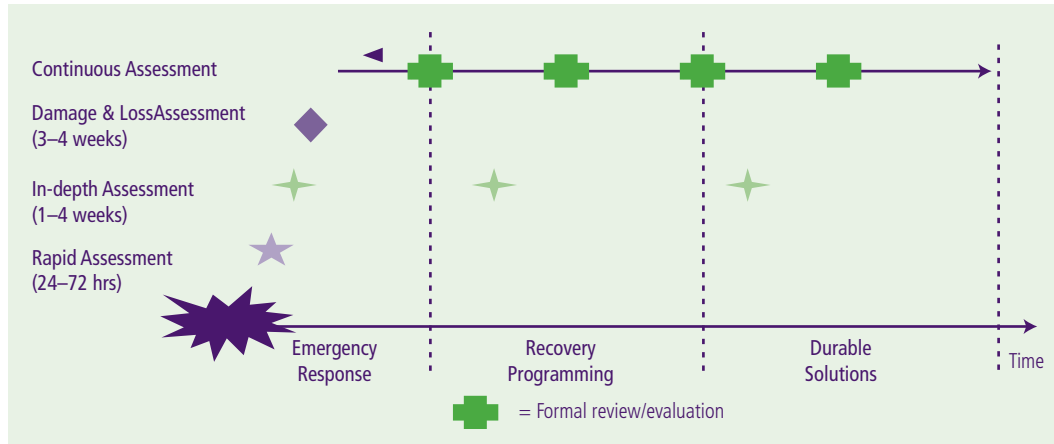 Continuous Assessment
Damage & LossAssessment
(3–4 weeks)
In-depth Assessment
(1–4 weeks)
Rapid Assessment
(24–72 hrs)
Emergency
Response
Recovery
Programming
Durable
Solutions
Time
= Formal review/evaluation